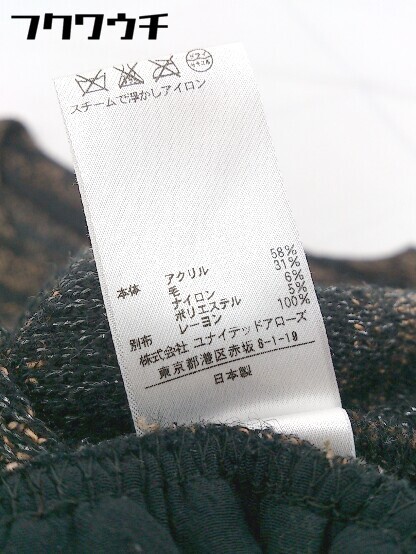 フクワウチ
ドライ
スチームで浮かしアイロン
本体 アクリル 58%
毛 31%
ナイロン 6%
ポリエステル 5%
別布 レーヨン 100%
株式会社 ユナイテッドアローズ
東京都港区赤坂 8-1-19
日本製